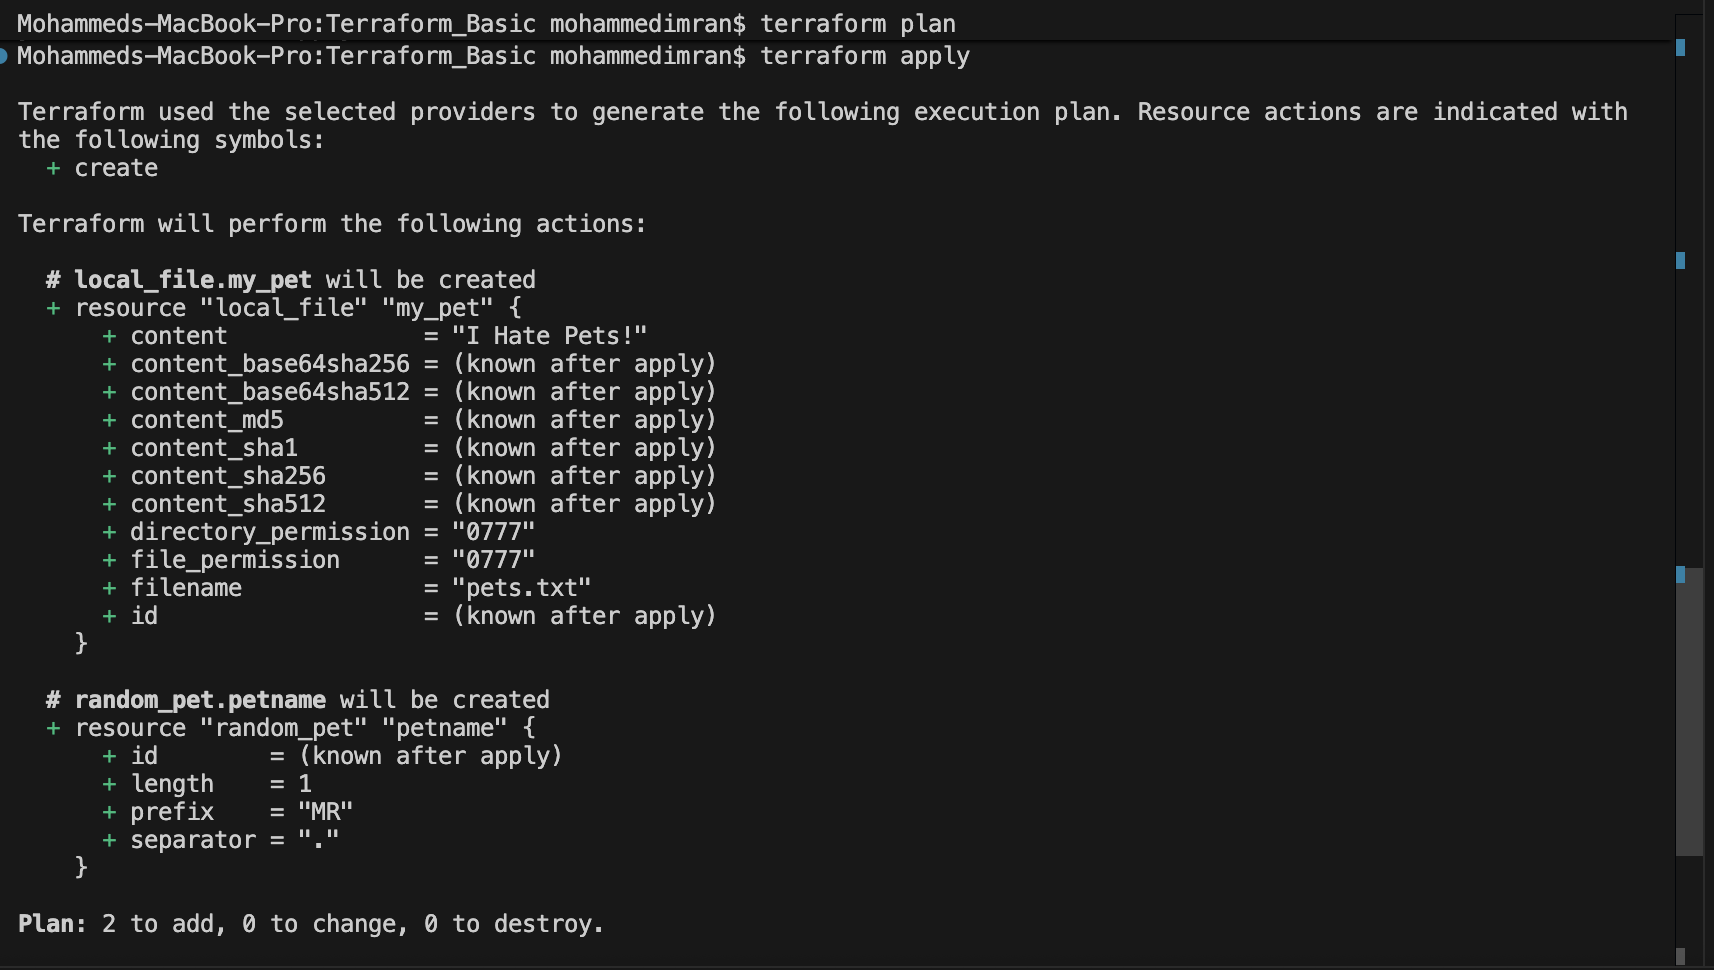 Mohammeds-MacBook-Pro:Terraform_Basic mohammedimran$ terraform plan
Mohammeds-MacBook-Pro:Terraform_Basic mohammedimran$ terraform apply
Terraform used the selected providers to generate the following execution plan. Resource actions are indicated with
the following symbols:
  + create
Terraform will perform the following actions:
  # local_file.my_pet will be created
  + resource "local_file" "my_pet" {
      + content              = "I Hate Pets!"
      + content_base64sha256 = (known after apply)
      + content_base64sha512 = (known after apply)
      + content_md5          = (known after apply)
      + content_sha1         = (known after apply)
      + content_sha256       = (known after apply)
      + content_sha512       = (known after apply)
      + directory_permission = "0777"
      + file_permission      = "0777"
      + filename             = "pets.txt"
      + id                   = (known after apply)
    }
  # random_pet.petname will be created
  + resource "random_pet" "petname" {
      + id        = (known after apply)
      + length    = 1
      + prefix    = "MR"
      + separator = "."
    }
Plan: 2 to add, 0 to change, 0 to destroy.